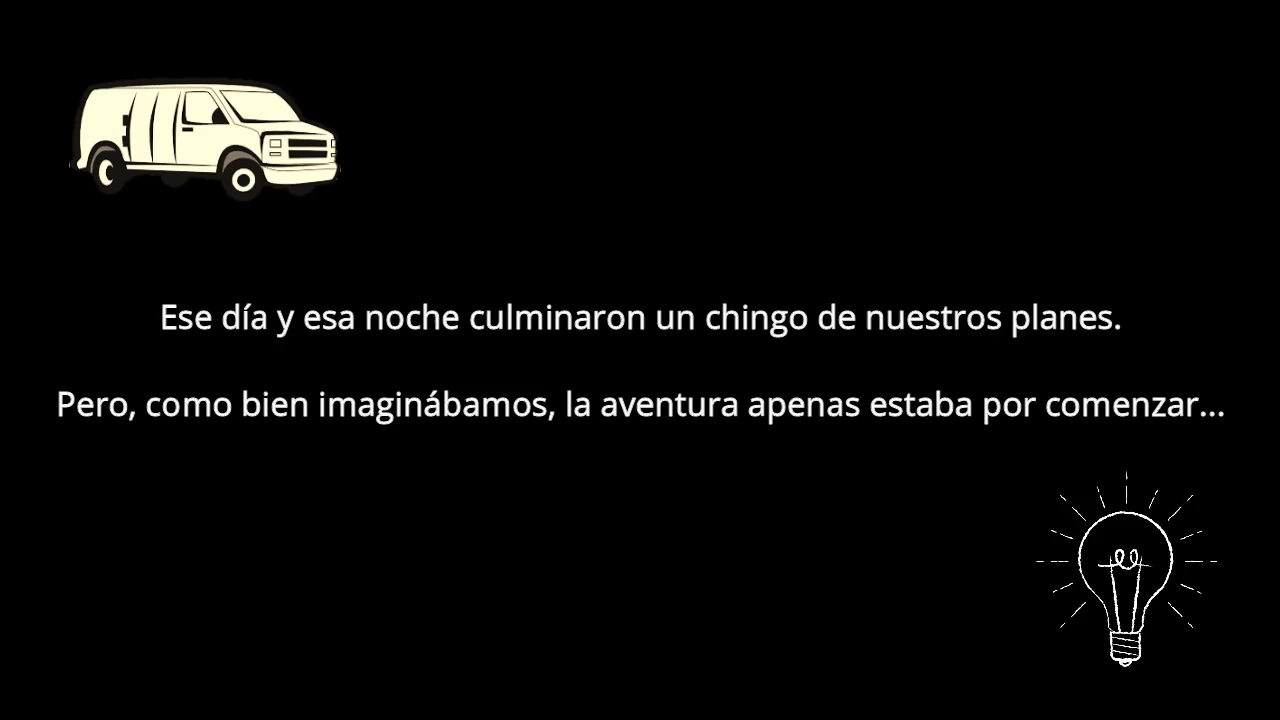 Ese día y esa noche culminaron un chingo de nuestros planes.
Pero, como bien imaginábamos, la aventura apenas estaba por comenzar...